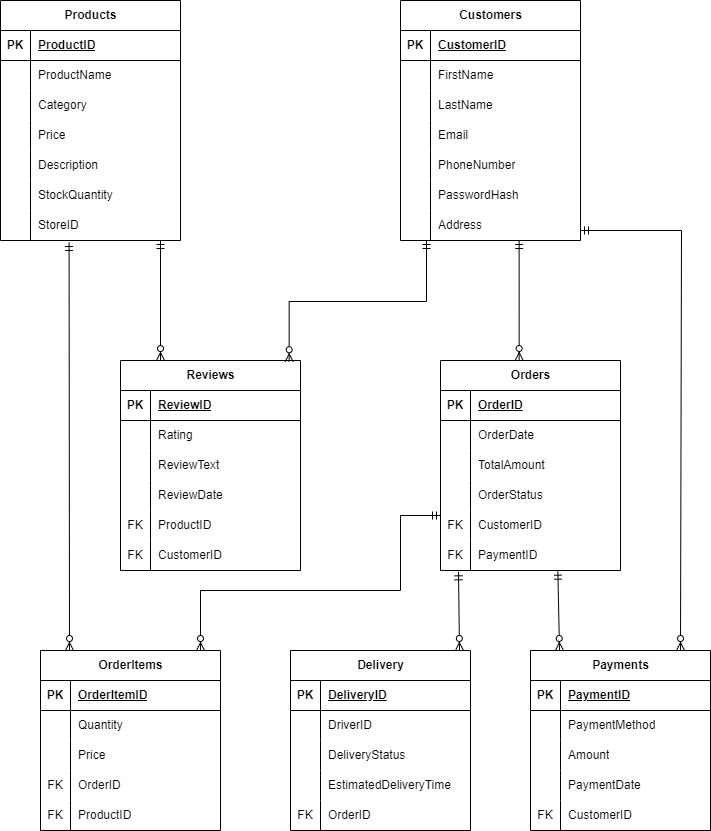 Products
PK ProductID
ProductName
Category
Price
Description
StockQuantity
StoreID
Customers
PK CustomerID
FirstName
LastName
Email
PhoneNumber
PasswordHash
Address
Reviews
PK ReviewID
Rating
ReviewText
ReviewDate
FK ProductID
FK CustomerID
Orders
PK OrderID
OrderDate
TotalAmount
OrderStatus
FK CustomerID
FK PaymentID
OrderItems
PK OrderItemID
Quantity
Price
FK OrderID
FK ProductID
Delivery
PK DeliveryID
DriverID
DeliveryStatus
EstimatedDeliveryTime
FK OrderID
Payments
PK PaymentID
PaymentMethod
Amount
PaymentDate
FK CustomerID